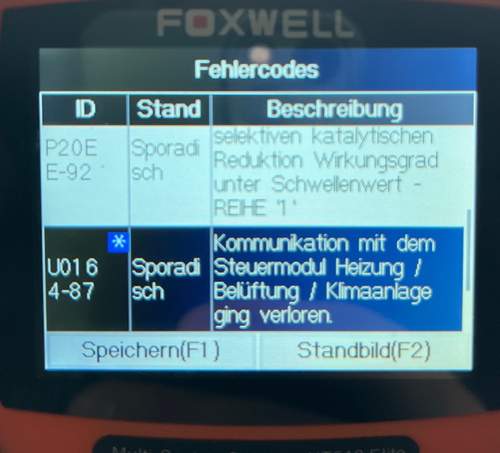 FOXWELL
Fehlercodes
ID Stand Beschreibung
P20E
E-92
Sporadi
sch
selektiven katalytischen
Reduktion Wirkungsgrad
unter Schwellenwert -
REIHE '1'
*
U016
4-87
Sporadi
sch
Kommunikation mit dem
Steuermodul Heizung /
Belüftung / Klimaanlage
ging verloren.
Speichern(F1) Standbild(F2)